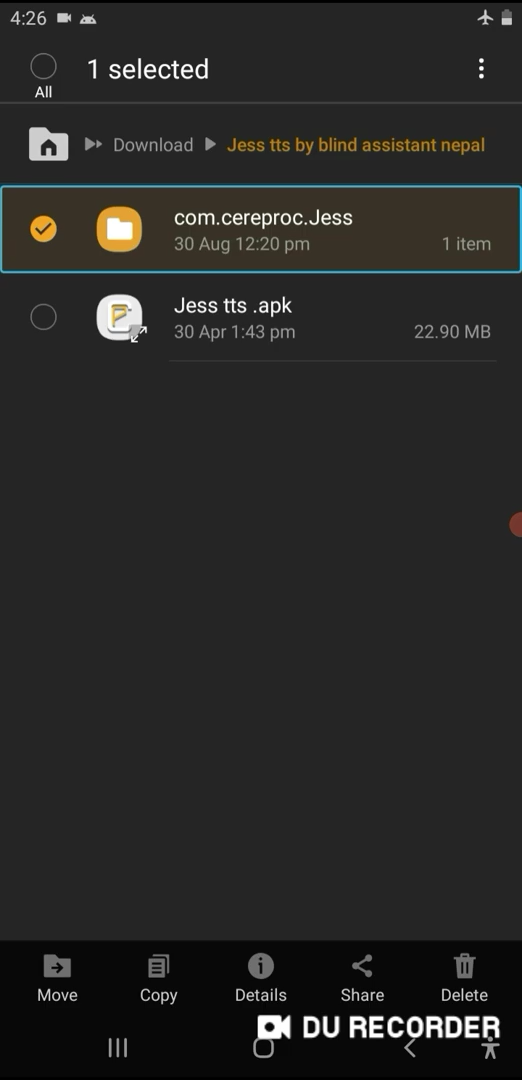 4:26
All
1 selected
Download
Jess tts by blind assistant nepal
com.cereproc.Jess
30 Aug 12:20 pm
1 item
Jess tts .apk
30 Apr 1:43 pm
22.90 MB
Move
Copy
Details
Share
Delete
DU RECORDER